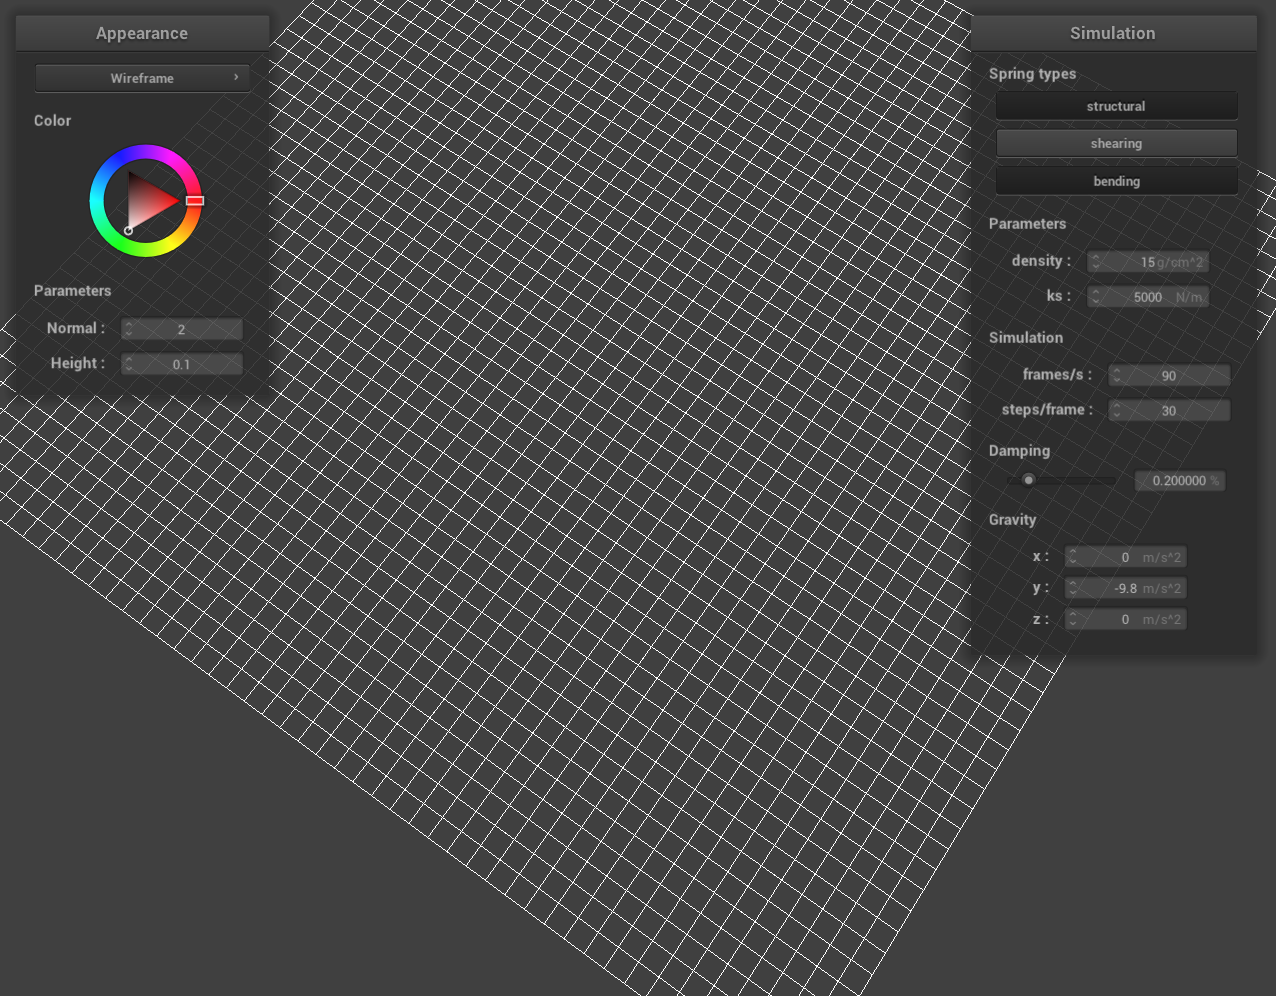 Appearance
Wireframe
Color
Parameters
Normal : 2
Height : 0.1
Simulation
Spring types
structural
shearing
bending
Parameters
density : 15 g/cm^2
ks : 5000 N/m
Simulation
frames/s : 90
steps/frame : 30
Damping
0.200000 %
Gravity
x : 0 m/s^2
y : -9.8 m/s^2
z : 0 m/s^2